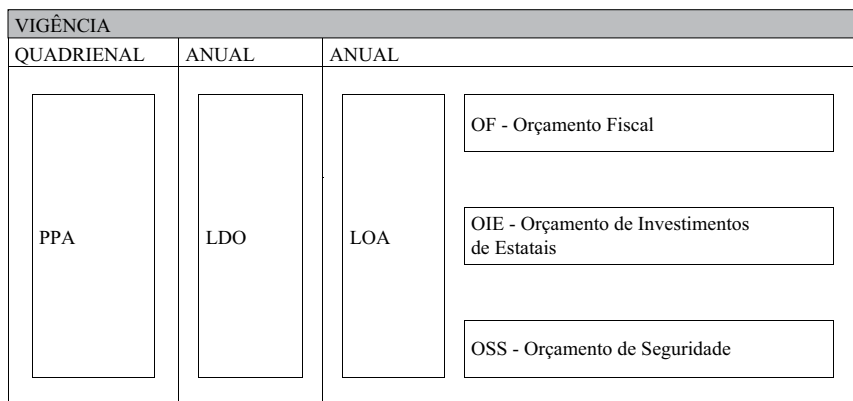 VIGÊNCIA
QUADRIENAL
ANUAL
ANUAL
PPA
LDO
LOA
OF - Orçamento Fiscal
OIE - Orçamento de Investimentos
de Estatais
OSS - Orçamento de Seguridade